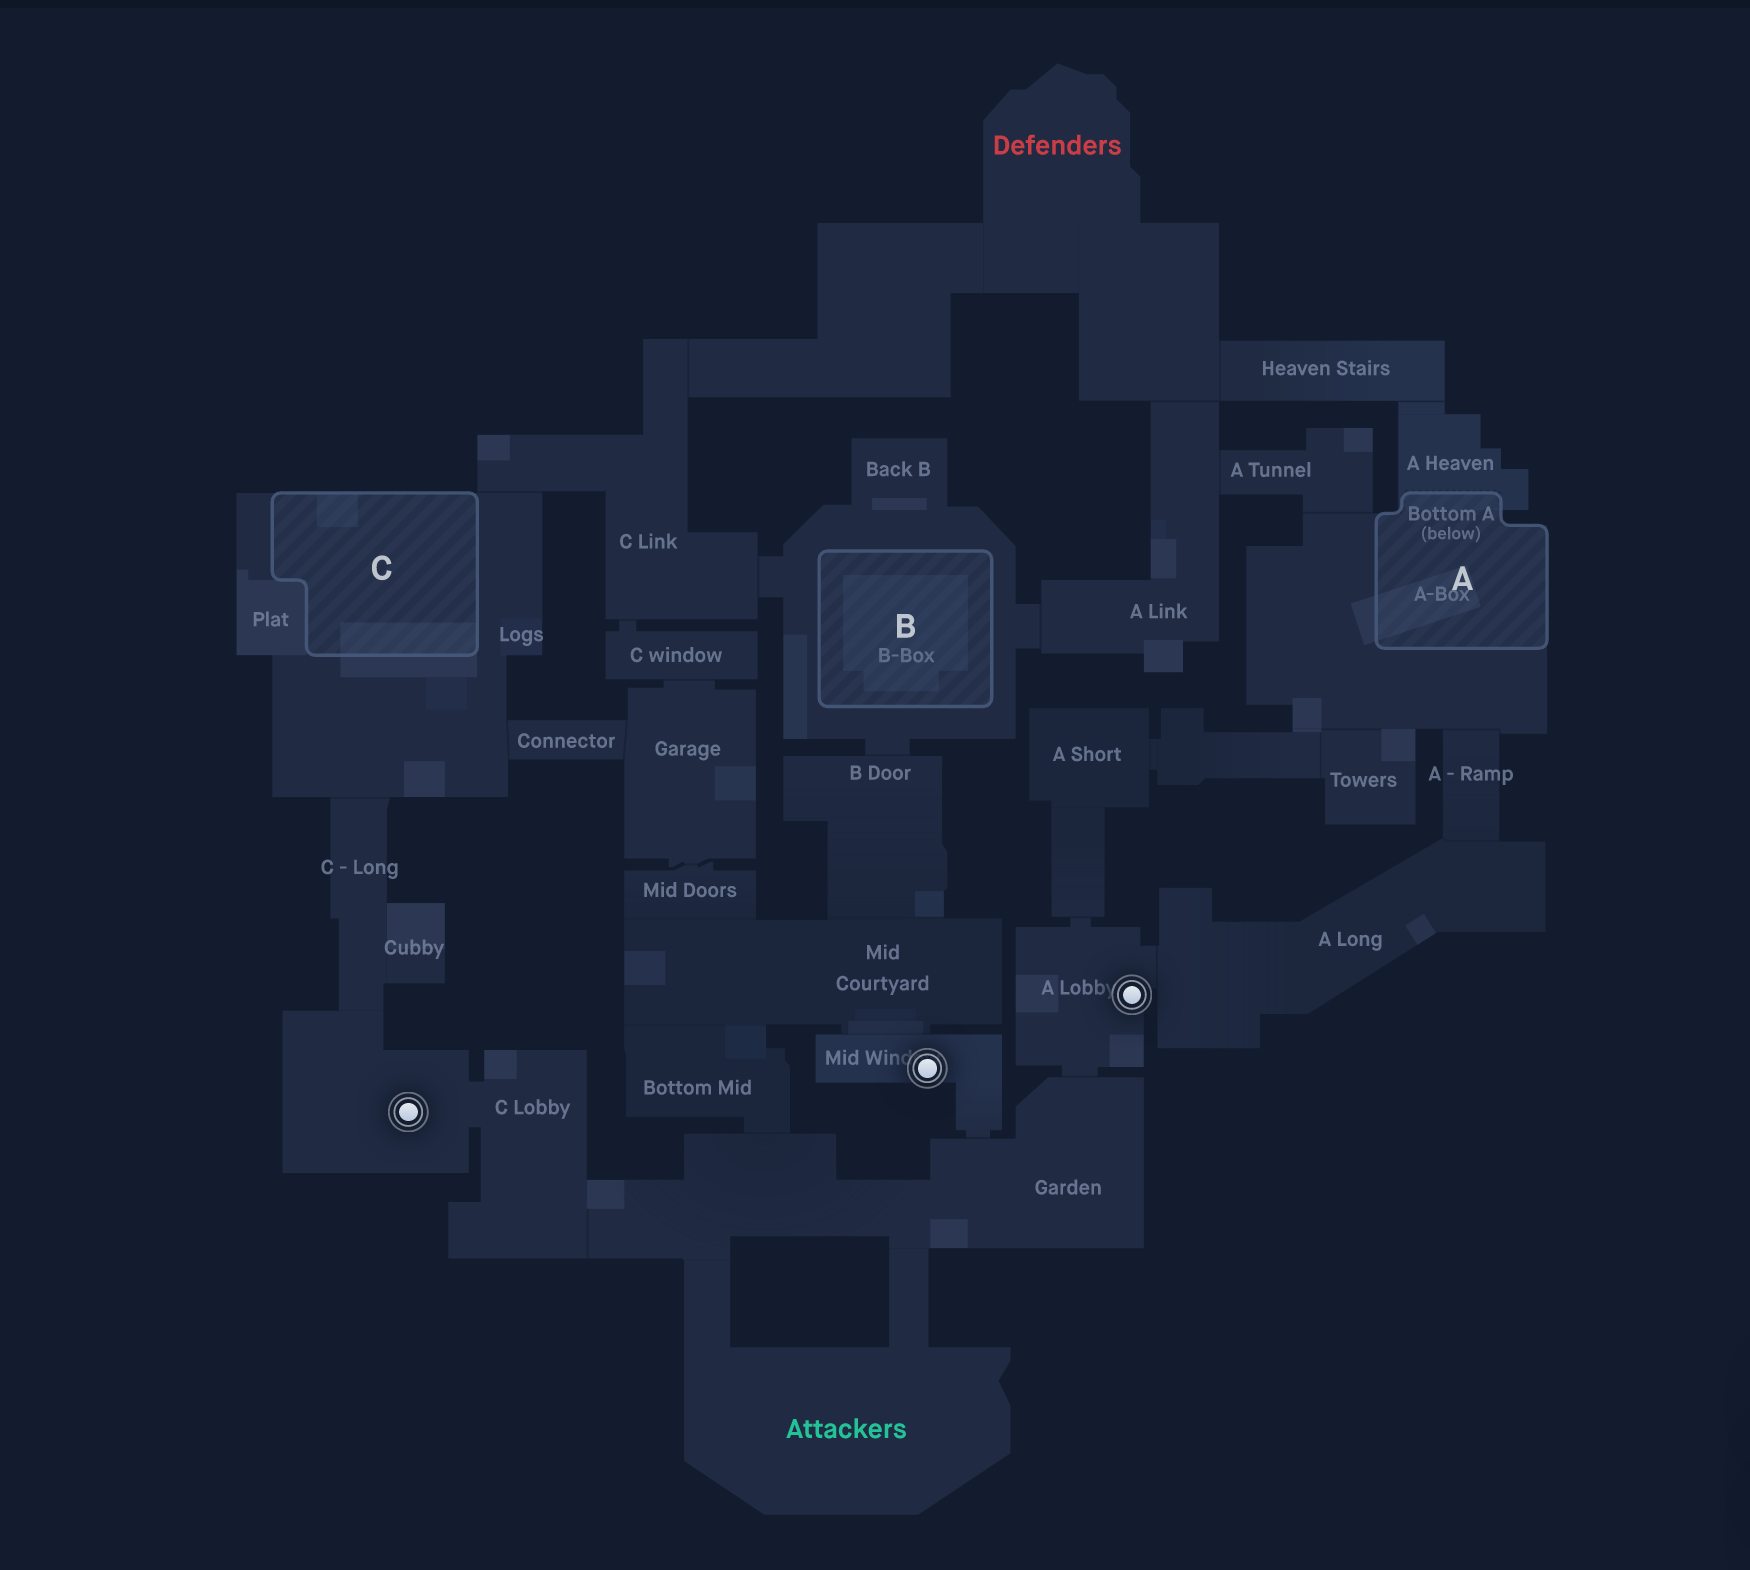 Defenders
Heaven Stairs
Back B
A Tunnel
A Heaven
Bottom A
(below)
C Link
C
A
A-Box
Plat
Logs
A Link
B
B-Box
C window
Connector
Garage
A Short
B Door
Towers
A - Ramp
C - Long
Mid Doors
Cubby
Mid
Courtyard
A Long
A Lobby
Mid Wind
Bottom Mid
C Lobby
Garden
Attackers